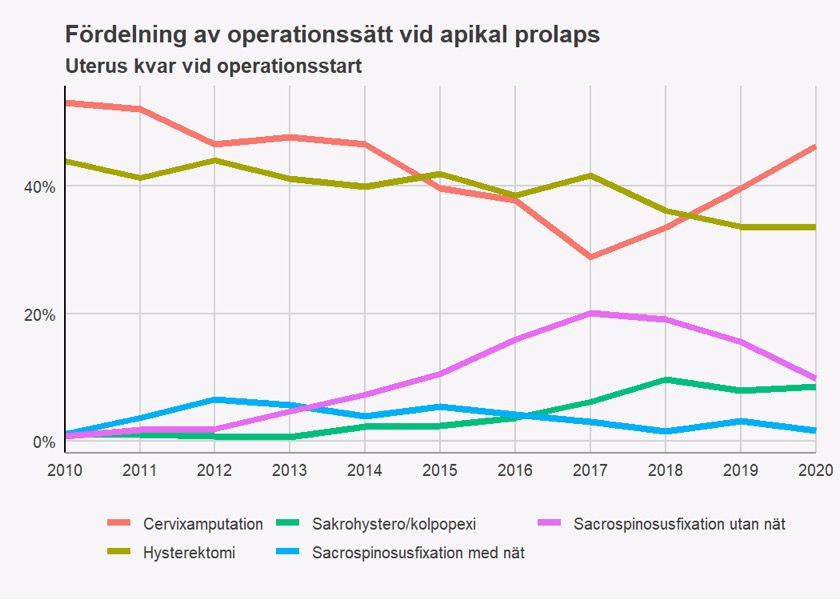 Fördelning av operationssätt vid apikal prolaps
Uterus kvar vid operationsstart
40%
20%
0%
2010 2011 2012 2013 2014 2015 2016 2017 2018 2019 2020
Cervixamputation Sakrohystero/kolpopexi Sacrospinosusfixation utan nät
Hysterektomi Sacrospinosusfixation med nät